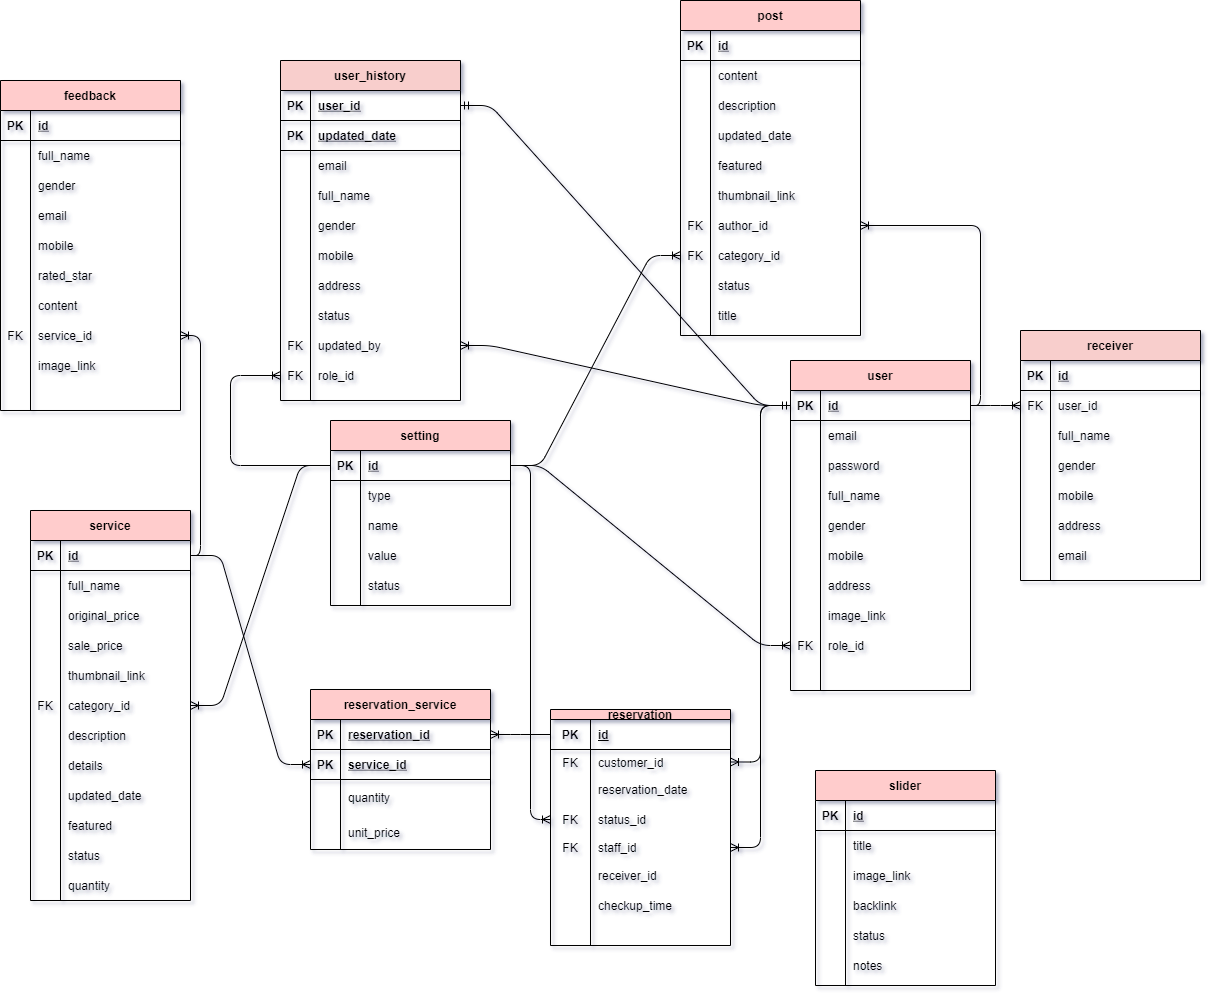 post
PK id
content
description
updated_date
featured
thumbnail_link
FK author_id
FK category_id
status
title
user_history
PK user_id
PK updated_date
email
full_name
gender
mobile
address
status
FK updated_by
FK role_id
feedback
PK id
full_name
gender
email
mobile
rated_star
content
FK service_id
image_link
receiver
PK id
FK user_id
full_name
gender
mobile
address
email
user
PK id
email
password
full_name
gender
mobile
address
image_link
FK role_id
setting
PK id
type
name
value
status
service
PK id
full_name
original_price
sale_price
thumbnail_link
FK category_id
description
details
updated_date
featured
status
quantity
reservation_service
PK reservation_id
PK service_id
quantity
unit_price
reservation
PK id
FK customer_id
reservation_date
FK status_id
FK staff_id
receiver_id
checkup_time
slider
PK id
title
image_link
backlink
status
notes